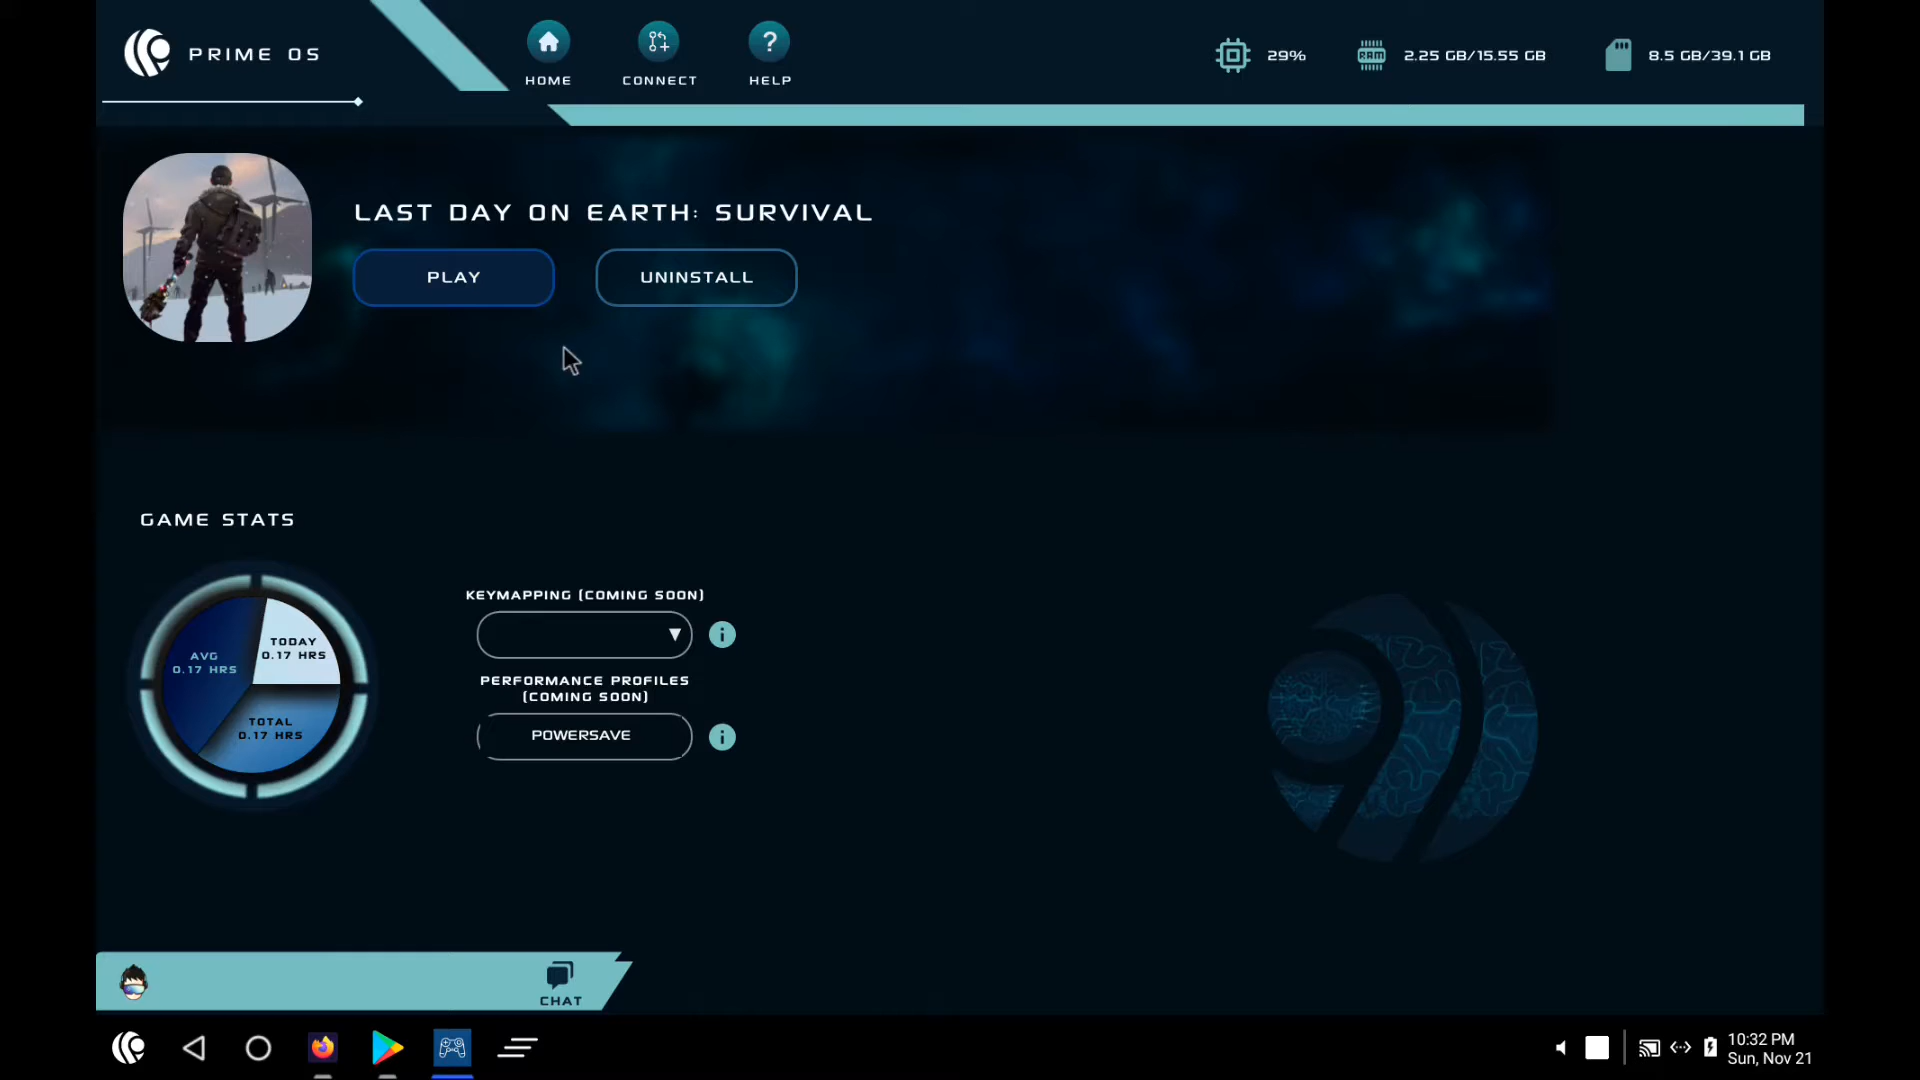 PRIME OS
HOME
CONNECT
HELP
29%
RAM
2.25 GB/15.55 GB
8.5 GB/39.1 GB
LAST DAY ON EARTH: SURVIVAL
PLAY
UNINSTALL
GAME STATS
TODAY
0.17 HRS
AVG
0.17 HRS
TOTAL
0.17 HRS
KEYMAPPING (COMING SOON)
PERFORMANCE PROFILES
(COMING SOON)
POWERSAVE
CHAT
10:32 PM
Sun, Nov 21